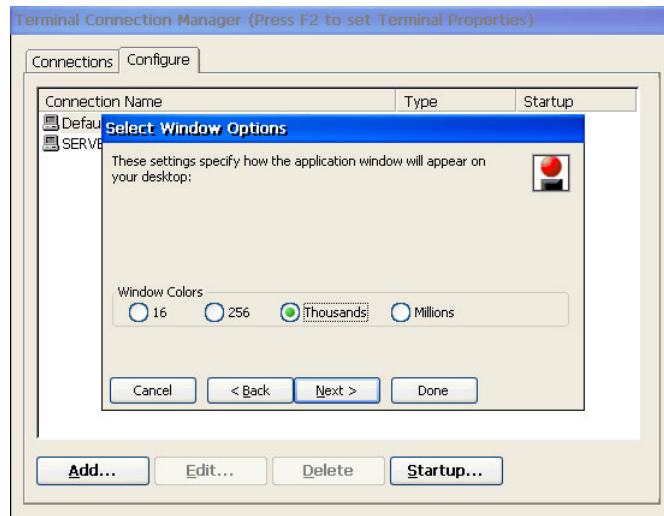 Terminal Connection Manager (Press F2 to set Terminal Properties)
Connections Configure
Connection Name Type Startup
Defau
SERVE
Select Window Options
These settings specify how the application window will appear on
your desktop:
Window Colors
16 256 Thousands Millions
Cancel < Back Next > Done
Add... Edit... Delete Startup...